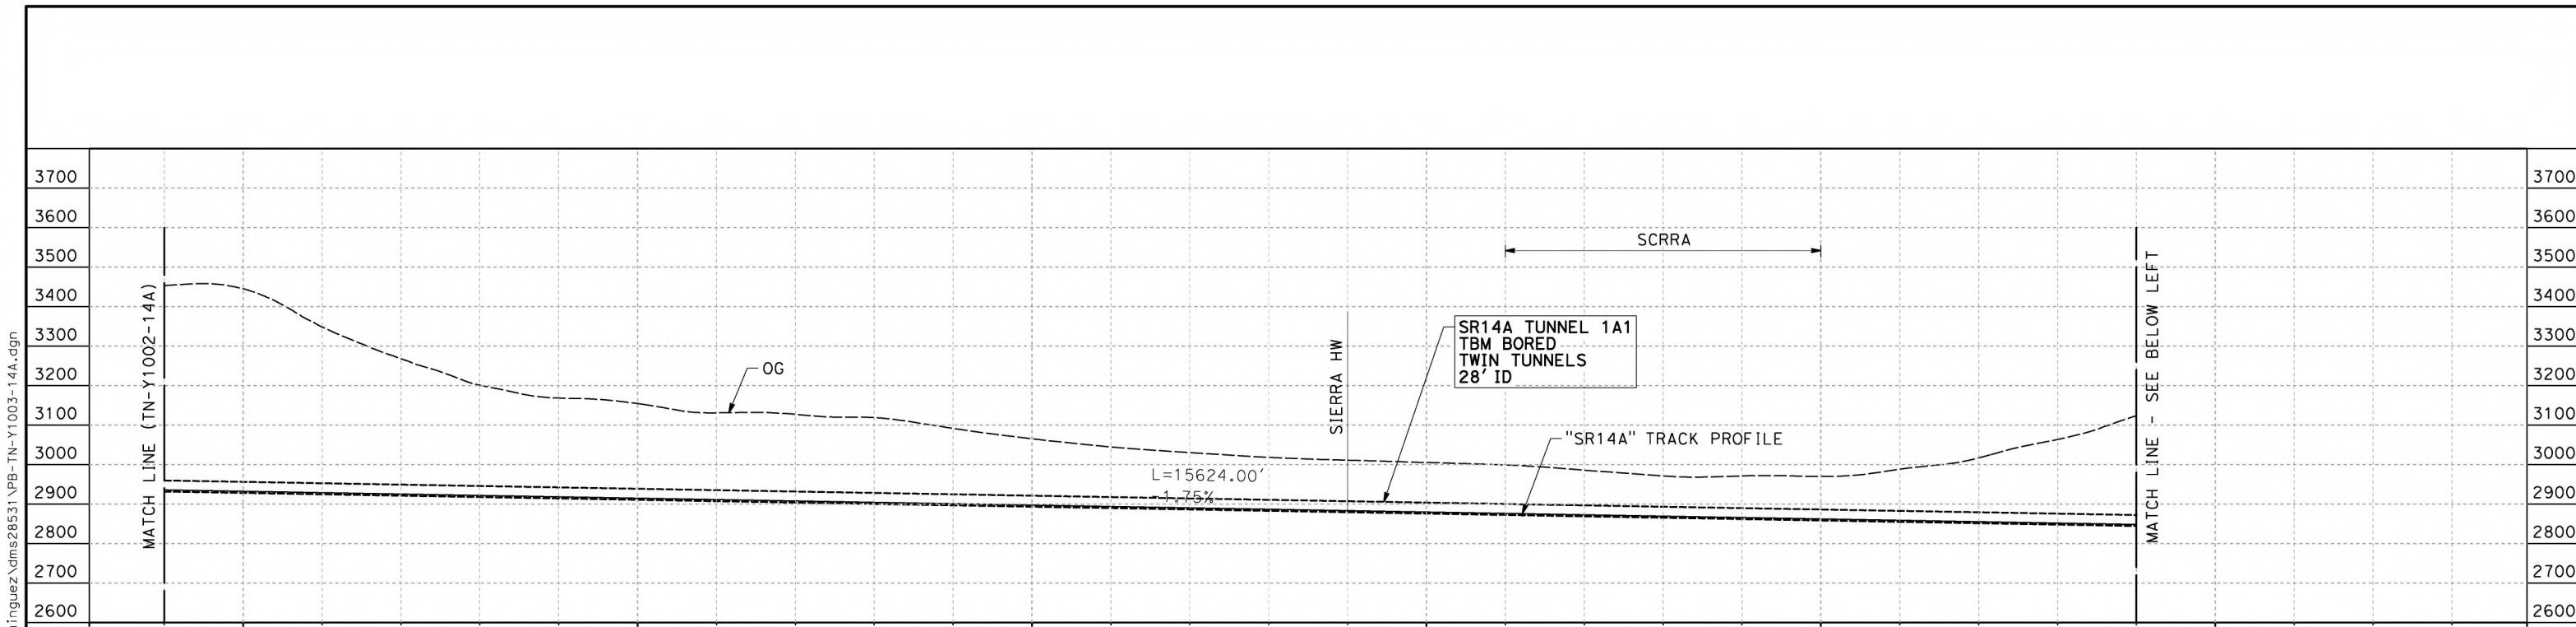 3700
3600
3500
3400
3300
3200
3100
3000
2900
2800
2700
2600
MATCH LINE (TN-Y1002-14A)
OG
L=15624.00'
-1.75%
SIERRA HW
SR14A TUNNEL 1A1
TBM BORED
TWIN TUNNELS
28' ID
SCRRA
"SR14A" TRACK PROFILE
MATCH LINE - SEE BELOW LEFT
3700
3600
3500
3400
3300
3200
3100
3000
2900
2800
2700
2600
inguez\dms28531\PB-TN-Y1003-14A.dgn